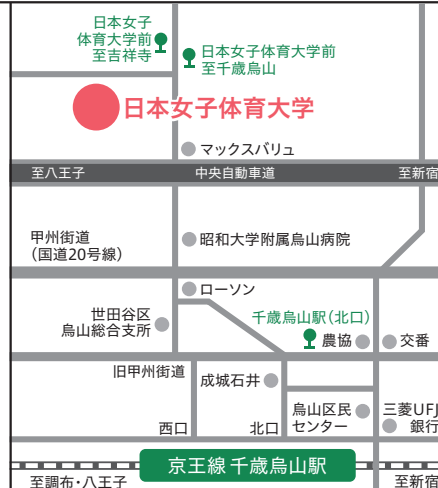 日本女子
体育大学前
至吉祥寺
日本女子体育大学前
至千歳烏山
日本女子体育大学
マックスバリュ
至八王子
中央自動車道
至新宿
甲州街道
(国道20号線)
昭和大学附属烏山病院
ローソン
世田谷区
烏山総合支所
千歳烏山駅(北口)
農協
交番
旧甲州街道
成城石井
烏山区民
センター
三菱UFJ
銀行
西口
北口
京王線 千歳烏山駅
至調布・八王子
至新宿